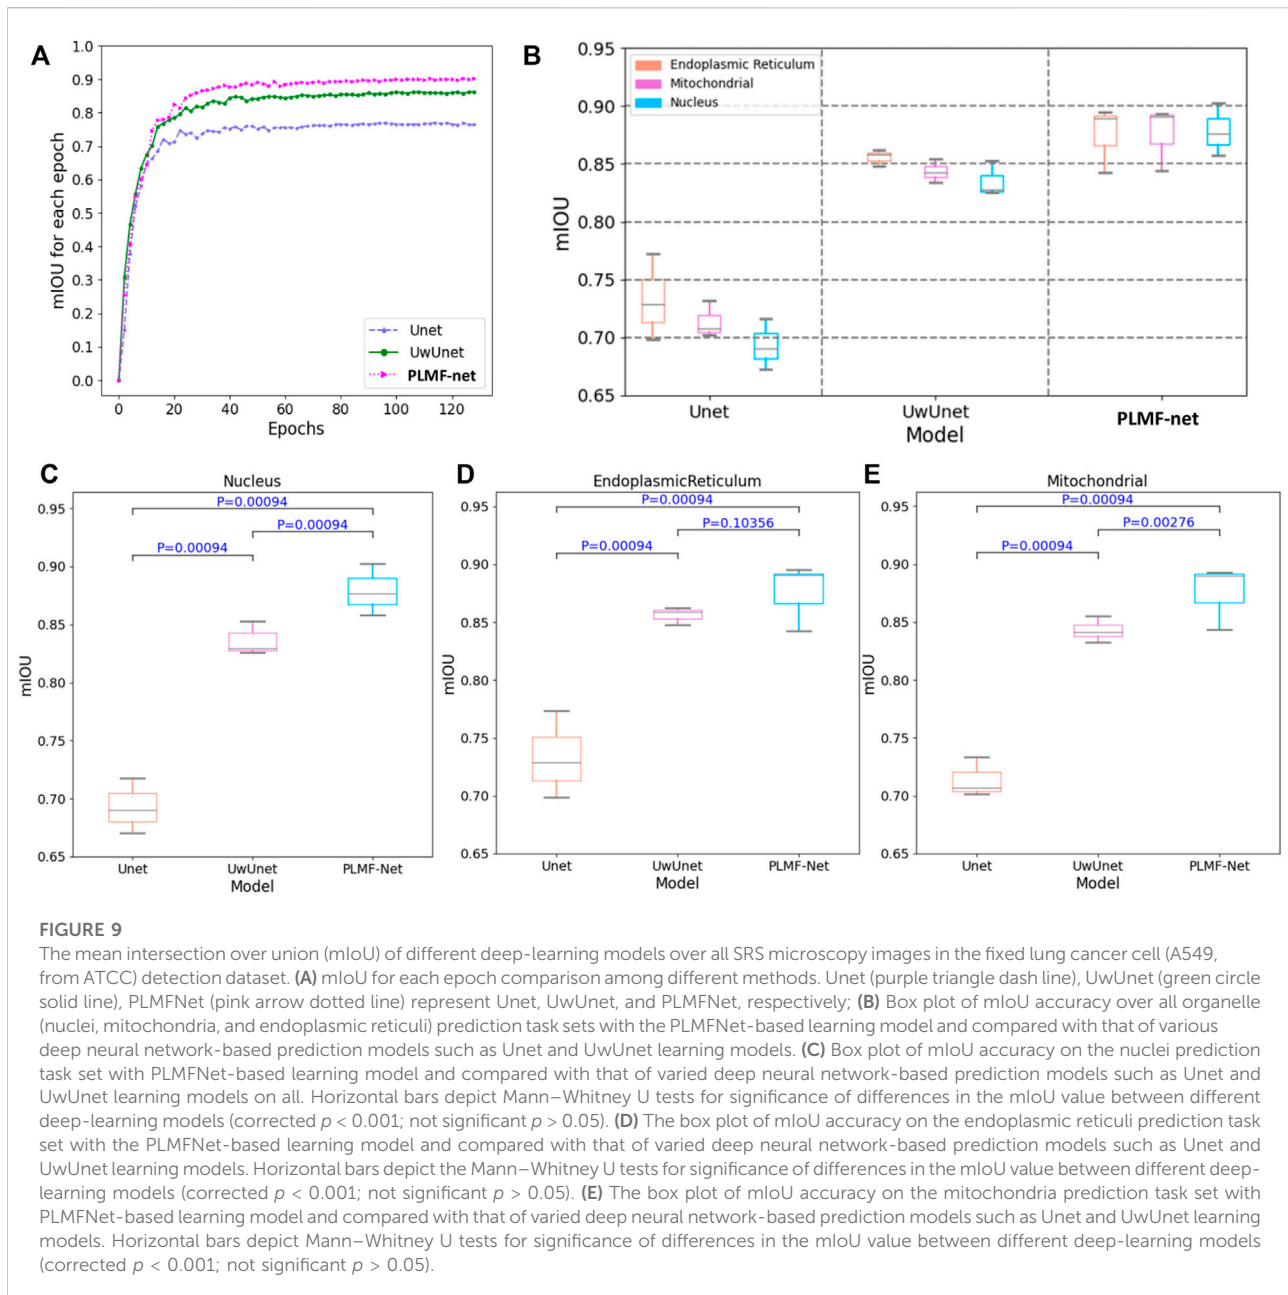 A
1.0
0.9
0.8
0.7
0.6
0.5
0.4
0.3
0.2
0.1
0.0
mIOU for each epoch
0 20 40 60 80 100 120
Epochs
Unet
UwUnet
PLMF-net
B
0.95
0.90
0.85
0.80
0.75
0.70
0.65
mIOU
Endoplasmic Reticulum
Mitochondrial
Nucleus
Unet UwUnet PLMF-net
Model
C
Nucleus
0.95
0.90
0.85
0.80
0.75
0.70
0.65
mIOU
P=0.00094
P=0.00094
P=0.00094
Unet UwUnet PLMF-Net
Model
D
EndoplasmicReticulum
0.95
0.90
0.85
0.80
0.75
0.70
0.65
mIOU
P=0.00094
P=0.10356
P=0.00094
Unet UwUnet PLMF-Net
Model
E
Mitochondrial
0.95
0.90
0.85
0.80
0.75
0.70
0.65
mIOU
P=0.00094
P=0.00276
P=0.00094
Unet UwUnet PLMF-Net
Model
FIGURE 9
The mean intersection over union (mIoU) of different deep-learning models over all SRS microscopy images in the fixed lung cancer cell (A549,
from ATCC) detection dataset. (A) mIoU for each epoch comparison among different methods. Unet (purple triangle dash line), UwUnet (green circle
solid line), PLMFNet (pink arrow dotted line) represent Unet, UwUnet, and PLMFNet, respectively; (B) Box plot of mIoU accuracy over all organelle
(nuclei, mitochondria, and endoplasmic reticuli) prediction task sets with the PLMFNet-based learning model and compared with that of various
deep neural network-based prediction models such as Unet and UwUnet learning models. (C) Box plot of mIoU accuracy on the nuclei prediction
task set with PLMFNet-based learning model and compared with that of varied deep neural network-based prediction models such as Unet and
UwUnet learning models on all. Horizontal bars depict Mann–Whitney U tests for significance of differences in the mIoU value between different
deep-learning models (corrected p < 0.001; not significant p > 0.05). (D) The box plot of mIoU accuracy on the endoplasmic reticuli prediction task
set with the PLMFNet-based learning model and compared with that of varied deep neural network-based prediction models such as Unet and
UwUnet learning models. Horizontal bars depict the Mann–Whitney U tests for significance of differences in the mIoU value between different deep-
learning models (corrected p < 0.001; not significant p > 0.05). (E) The box plot of mIoU accuracy on the mitochondria prediction task set with
PLMFNet-based learning model and compared with that of varied deep neural network-based prediction models such as Unet and UwUnet learning
models. Horizontal bars depict Mann–Whitney U tests for significance of differences in the mIoU value between different deep-learning models
(corrected p < 0.001; not significant p > 0.05).